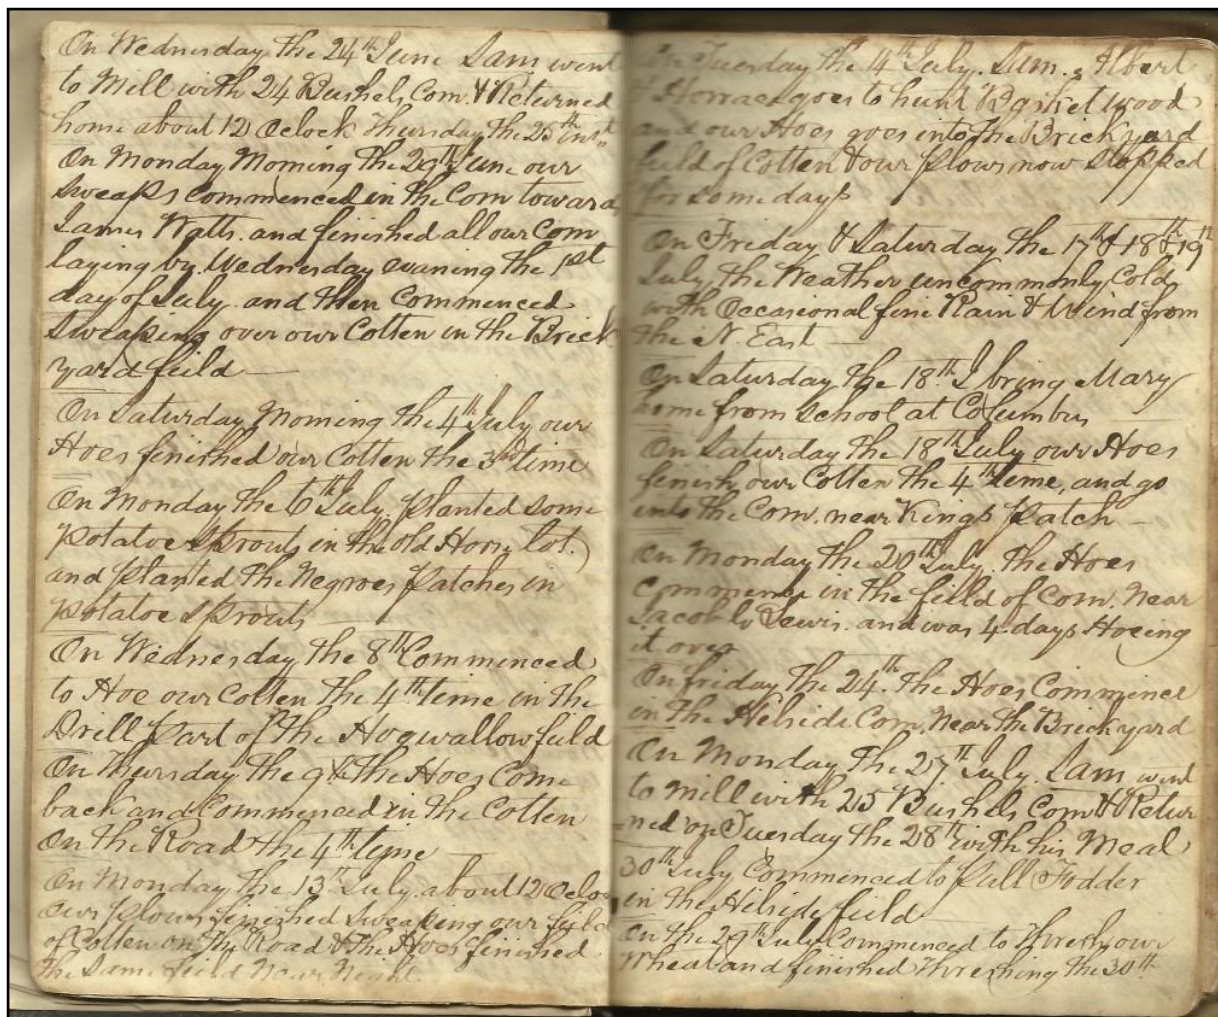 On Wednesday the 24th June Sam went
to Mill with 24 Bushels Corn & Returned
home about 12 Oclock Thursday the 25th inst
On Monday Morning the 29th June our
Sweaps commenced in the Corn toward
James Watts. and finished all our Corn
laying by Wednesday evaning the 1st
day of July. and then Commenced
Sweaping over our Cotten in the Brick
yard feild —
On Saturday Morning the 4th July our
Hoes finished our Cotten the 3d time
On Monday the 6th July. planted some
potatoe Sprouts in the old Horse lot.
and planted the Negroes patches in
potatoe Sprouts —
On Wednesday the 8th Commenced
to Hoe our Cotten the 4th time in the
Drill part of the Hogwallow feild
On Thursday the 9th the Hoes Come
back and Commenced in the Cotten
On the Road the 4th time —
On Monday the 13th July. about 12 Oclock
Our plows finished Sweaping our feild
of Cotten on the Road & the Hoes finished
the Same feild Near Night
On Tuesday the 14th July. Sam. Albert
& Horrace goes to hunt Basket wood
and our Hoes goes into the Brickyard
feild of Cotten & our plows now stopped
for some days
On Friday & Saturday the 17th & 18th & 19th
July the Weather uncommonly Cold
with Occasional fine Rain & Wind from
the N. East —
On Saturday the 18th I bring Mary
home from School at Columbus
On Saturday the 18th July our Hoes
finish our Cotten the 4th time, and go
into the Corn. near Kings patch —
On Monday the 20th July. the Hoes
Commence in the feild of Corn. Near
Jacob Lewis. and was 4 days Hoeing
it over
On friday the 24th the Hoes Commence
in the Hilside Corn Near the Brickyard
On Monday the 27th July. Sam went
to Mill with 25 Bushels Corn & Retur
-ned on Tuesday the 28th with his Meal
30th July Commenced to pull Fodder
in the Hilside feild
On the 29th July Commenced to thresh our
Wheat and finished threshing the 30th